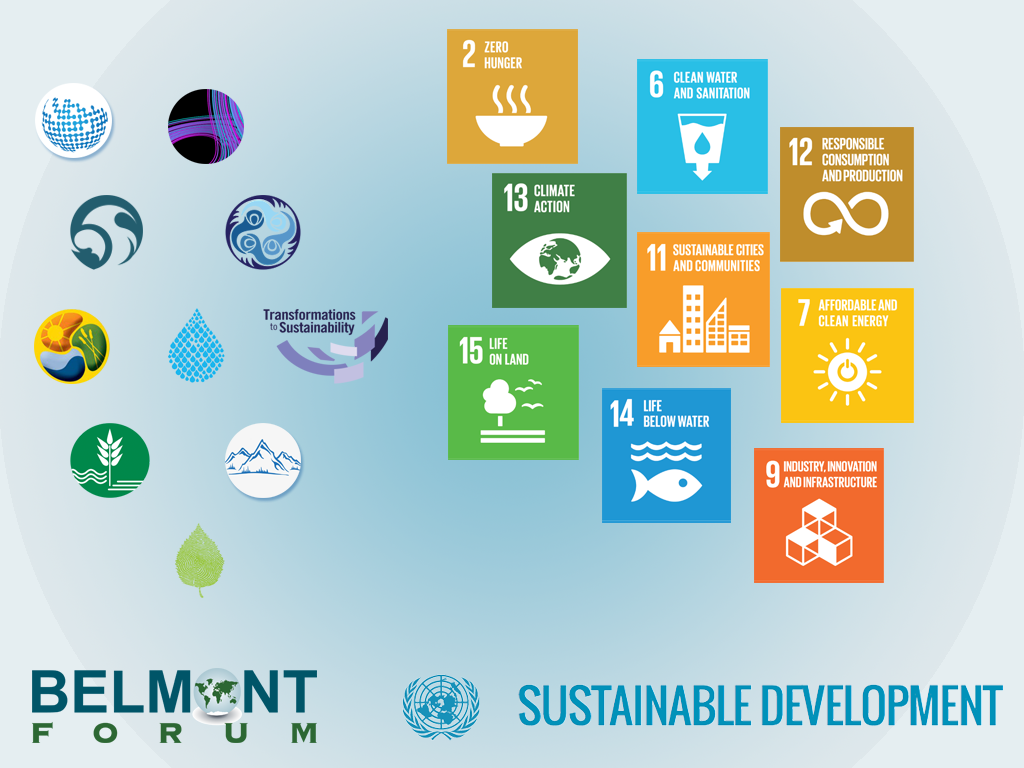 2 ZERO
HUNGER
6 CLEAN WATER
AND SANITATION
12 RESPONSIBLE
CONSUMPTION
AND PRODUCTION
13 CLIMATE
ACTION
11 SUSTAINABLE CITIES
AND COMMUNITIES
7 AFFORDABLE AND
CLEAN ENERGY
Transformations
to Sustainability
15 LIFE
ON LAND
14 LIFE
BELOW WATER
9 INDUSTRY, INNOVATION
AND INFRASTRUCTURE
BELMONT
FORUM
SUSTAINABLE DEVELOPMENT